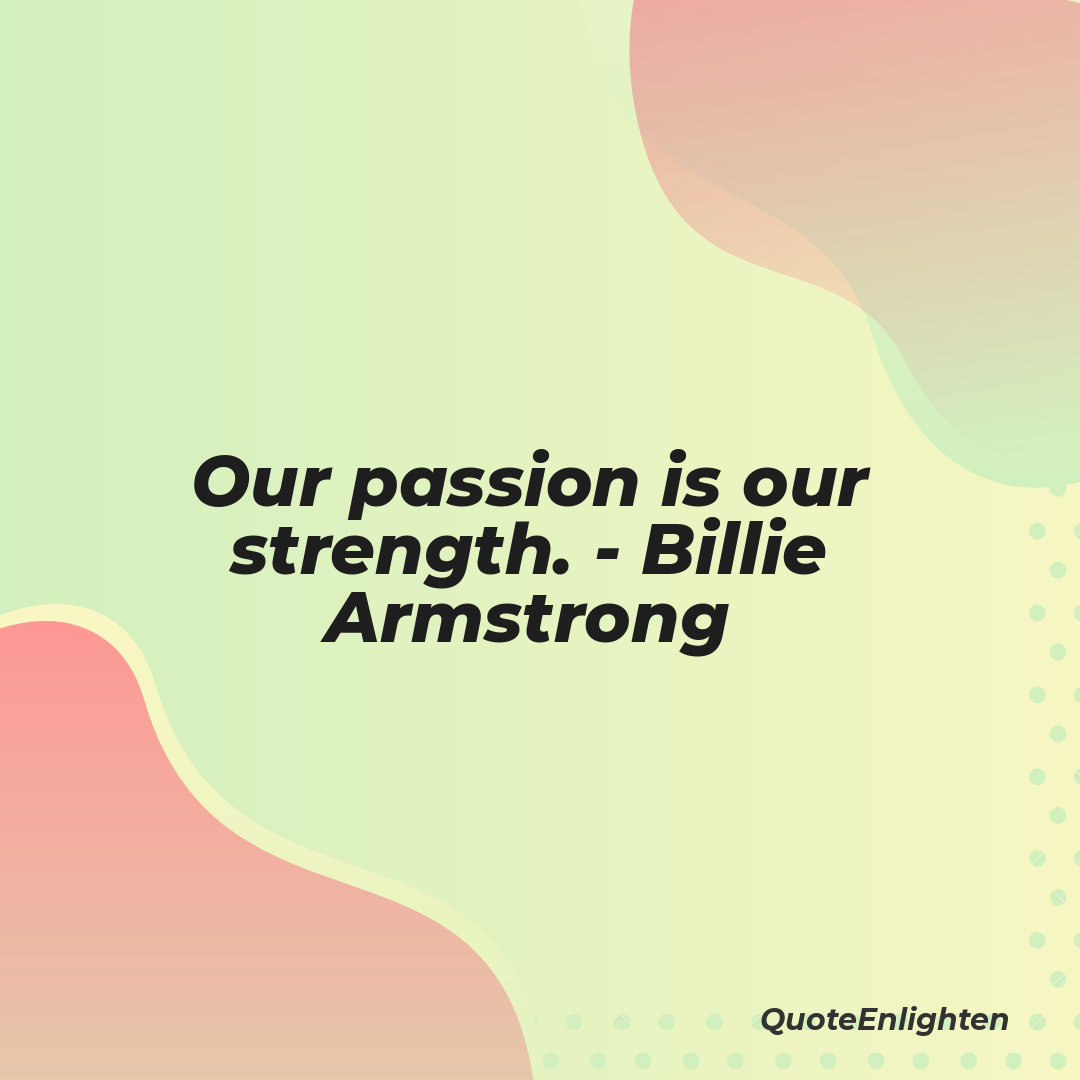 Our passion is our
strength. - Billie
Armstrong
QuoteEnlighten